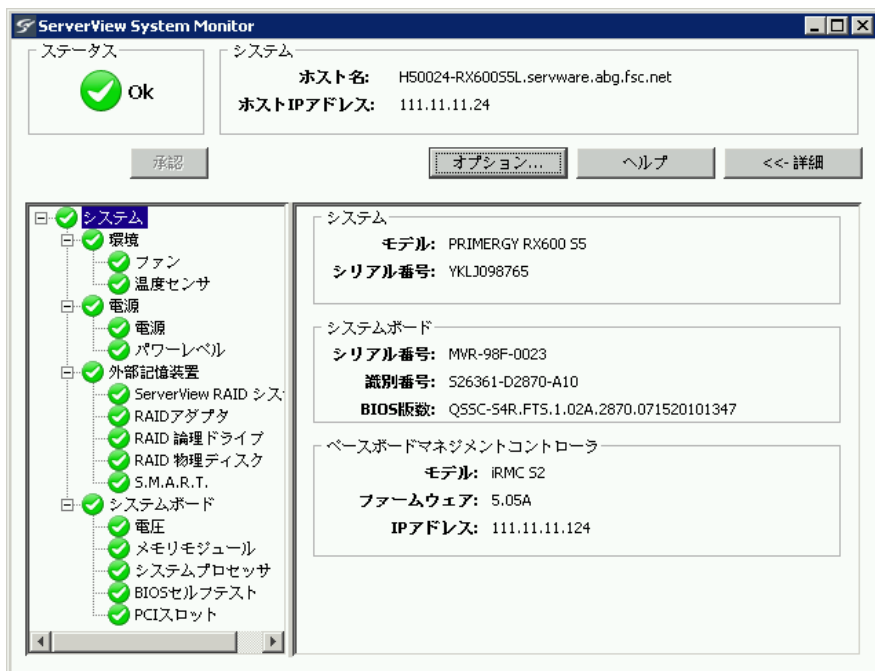 ServerView System Monitor
ステータス
Ok
システム
ホスト名: H50024-RX600S5L.servware.abg.fsc.net
ホストIPアドレス: 111.11.11.24
承認
オプション...
ヘルプ
<<- 詳細
システム
環境
ファン
温度センサ
電源
電源
パワーレベル
外部記憶装置
ServerView RAID シス
RAIDアダプタ
RAID 論理ドライブ
RAID 物理ディスク
S.M.A.R.T.
システムボード
電圧
メモリモジュール
システムプロセッサ
BIOSセルフテスト
PCIスロット
システム
モデル: PRIMERGY RX600 S5
シリアル番号: YKLJ098765
システムボード
シリアル番号: MVR-98F-0023
識別番号: S26361-D2870-A10
BIOS版数: QSSC-S4R.FTS.1.02A.2870.071520101347
ベースボードマネジメントコントローラ
モデル: iRMC S2
ファームウェア: 5.05A
IPアドレス: 111.11.11.124